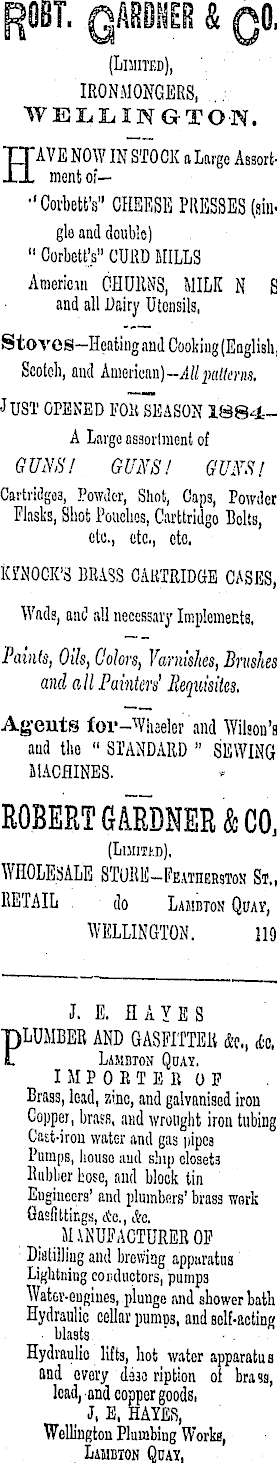 ROBT. GARDNER & CO.
(LIMITED),
IRONMONGERS,
WELLINGTON.
HAVE NOW IN STOCK a Large Assort-
ment of—
"Corbett's" CHEESE PRESSES (sin-
gle and double)
"Corbett's" CURD MILLS
American CHURNS, MILK N S
and all Dairy Utensils.
Stoves—Heating and Cooking (English,
Scotch, and American)—All patterns.
JUST OPENED FOR SEASON 1884—
A Large assortment of
GUNS! GUNS! GUNS!
Cartridges, Powder, Shot, Caps, Powder
Flasks, Shot Pouches, Carttridge Belts,
etc., etc., etc.
KYNOCK'S BRASS CARTRIDGE CASES,
Wads, and all necessary Implements.
Paints, Oils, Colors, Varnishes, Brushes
and all Painters' Requisites.
Agents for—Wheeler and Wilson's
and the "STANDARD" SEWING
MACHINES.
ROBERT GARDNER & CO,
(LIMITED).
WHOLESALE STORE—FEATHERSTON ST.,
RETAIL do LAMBTON QUAY,
WELLINGTON. 119
J. E. HAYES
PLUMBER AND GASFITTER &c., &c.
LAMBTON QUAY.
IMPORTER OF
Brass, lead, zinc, and galvanised iron
Copper, brass, and wrought iron tubing
Cast-iron water and gas pipes
Pumps, house and ship closets
Rubber hose, and block tin
Engineers' and plumbers' brass work
Gasfittings, &c., &c.
MANUFACTURER OF
Distilling and brewing apparatus
Lightning conductors, pumps
Water-engines, plunge and shower bath
Hydraulic cellar pumps, and self-acting
blasts
Hydraulic lifts, hot water apparatus
and every desc ription of brass,
lead, and copper goods,
J. E. HAYES,
Wellington Plumbing Works,
LAMBTON QUAY,